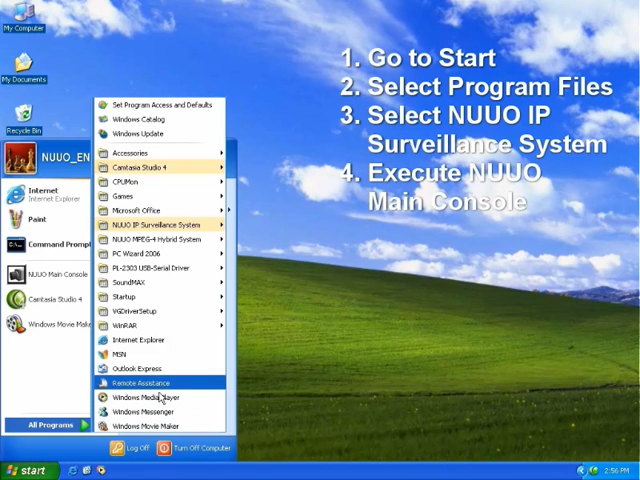 My Computer
My Documents
Recycle Bin
1. Go to Start
2. Select Program Files
3. Select NUUO IP
Surveillance System
4. Execute NUUO
Main Console
NUUO_EN
Internet
Internet Explorer
Paint
Command Prompt
NUUO Main Console
Camtasia Studio 4
Windows Movie Make
All Programs
Set Program Access and Defaults
Windows Catalog
Windows Update
Accessories
Camtasia Studio 4
CPUMon
Games
Microsoft Office
NUUO IP Surveillance System
NUUO MPEG-4 Hybrid System
PC Wizard 2006
PL-2303 USB-Serial Driver
SoundMAX
Startup
VGDriverSetup
WinRAR
Internet Explorer
MSN
Outlook Express
Remote Assistance
Windows Media Player
Windows Messenger
Windows Movie Maker
Log Off
Turn Off Computer
start
2:56 PM